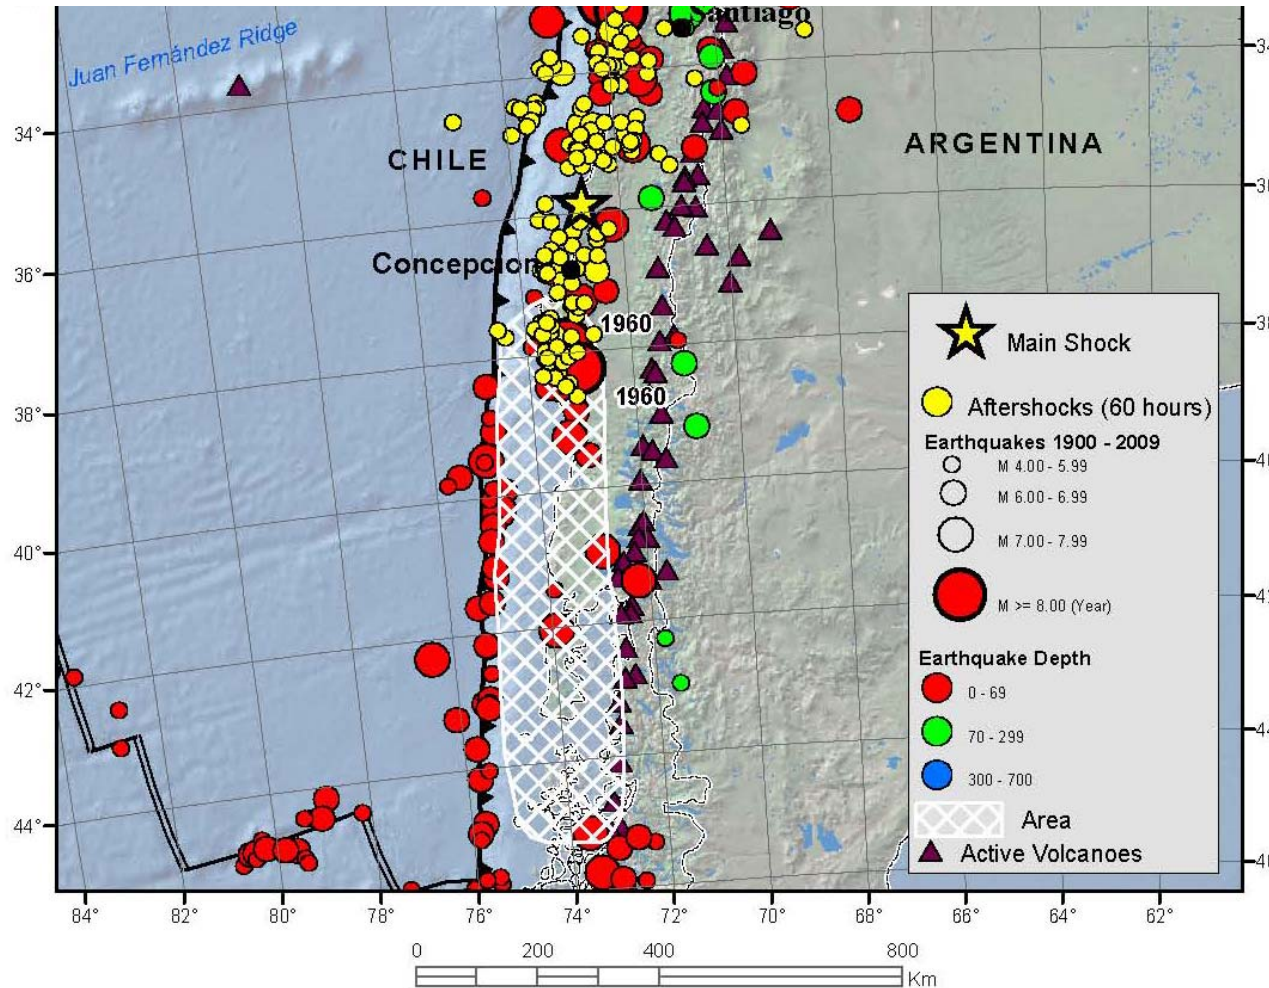 Santiago
Juan Fernández Ridge
34°
CHILE
ARGENTINA
Concepcion
36°
1960
1960
38°
40°
42°
44°
Main Shock
Aftershocks (60 hours)
Earthquakes 1900 - 2009
M 4.00 - 5.99
M 6.00 - 6.99
M 7.00 - 7.99
M >= 8.00 (Year)
Earthquake Depth
0 - 69
70 - 299
300 - 700
Area
Active Volcanoes
84° 82° 80° 78° 76° 74° 72° 70° 68° 66° 64° 62°
0 200 400 800
Km